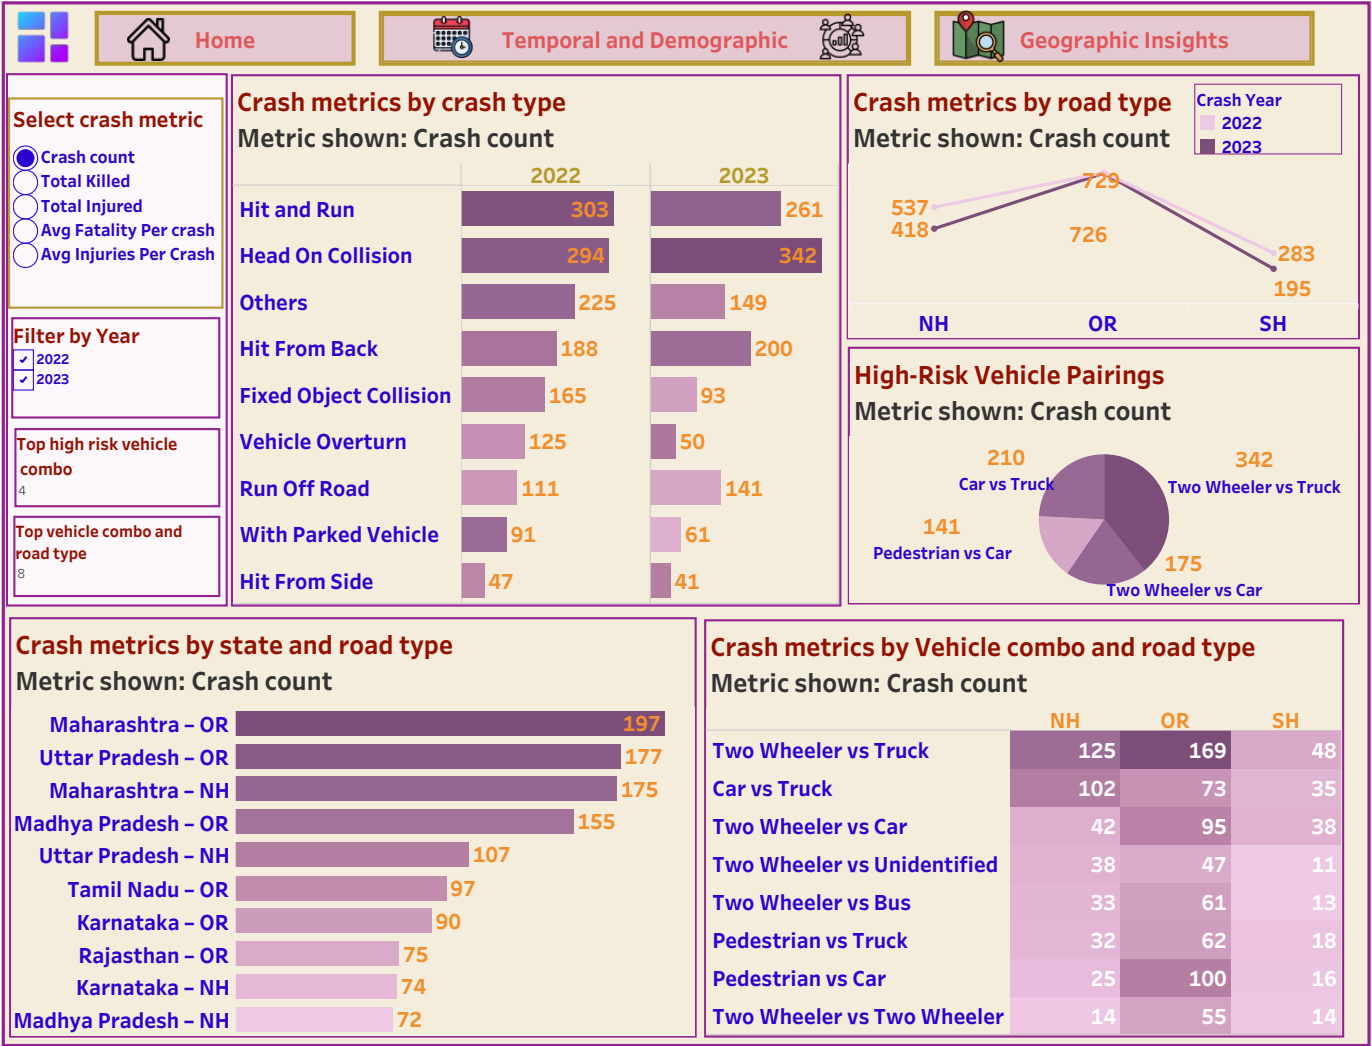 Home
Temporal and Demographic
Geographic Insights
Select crash metric
Crash count
Total Killed
Total Injured
Avg Fatality Per crash
Avg Injuries Per Crash
Filter by Year
2022
2023
Top high risk vehicle
combo
4
Top vehicle combo and
road type
8
Crash metrics by crash type
Metric shown: Crash count
2022 2023
Hit and Run 303 261
Head On Collision 294 342
Others 225 149
Hit From Back 188 200
Fixed Object Collision 165 93
Vehicle Overturn 125 50
Run Off Road 111 141
With Parked Vehicle 91 61
Hit From Side 47 41
Crash metrics by road type
Metric shown: Crash count
Crash Year
2022
2023
729
537
418
726
283
195
NH OR SH
High-Risk Vehicle Pairings
Metric shown: Crash count
210
Car vs Truck
342
Two Wheeler vs Truck
141
Pedestrian vs Car
175
Two Wheeler vs Car
Crash metrics by state and road type
Metric shown: Crash count
Maharashtra – OR 197
Uttar Pradesh – OR 177
Maharashtra – NH 175
Madhya Pradesh – OR 155
Uttar Pradesh – NH 107
Tamil Nadu – OR 97
Karnataka – OR 90
Rajasthan – OR 75
Karnataka – NH 74
Madhya Pradesh – NH 72
Crash metrics by Vehicle combo and road type
Metric shown: Crash count
NH OR SH
Two Wheeler vs Truck 125 169 48
Car vs Truck 102 73 35
Two Wheeler vs Car 42 95 38
Two Wheeler vs Unidentified 38 47 11
Two Wheeler vs Bus 33 61 13
Pedestrian vs Truck 32 62 18
Pedestrian vs Car 25 100 16
Two Wheeler vs Two Wheeler 14 55 14